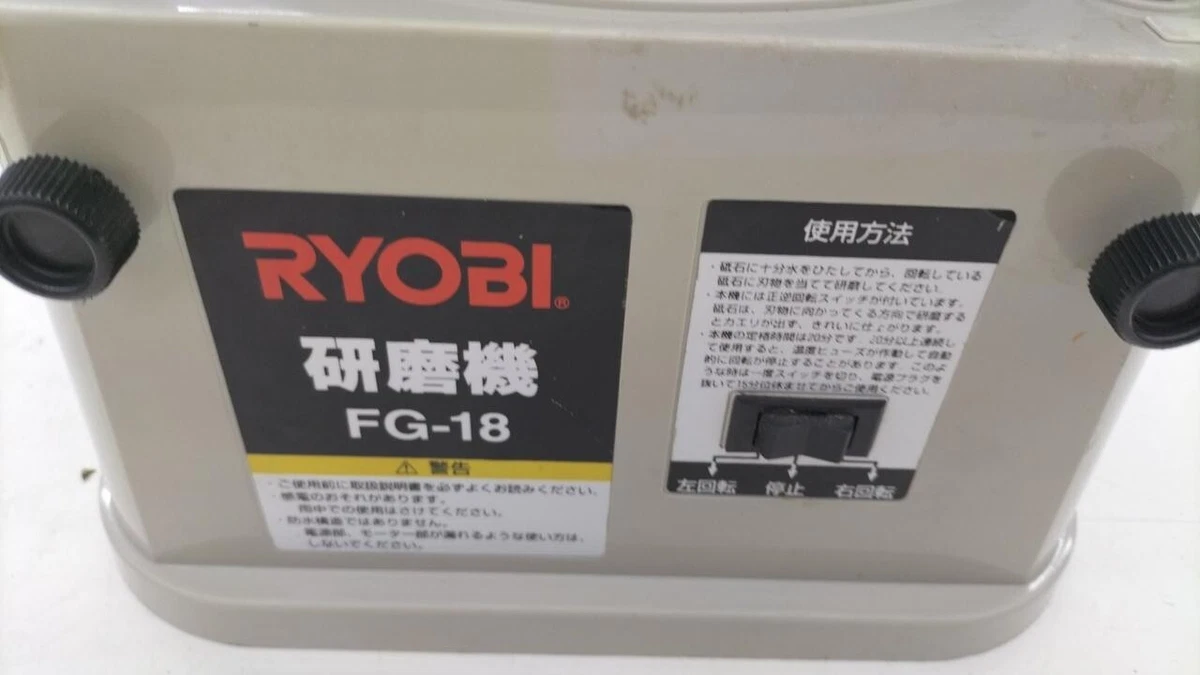 RYOBI®
研磨機
FG-18
⚠ 警告
・ご使用前に取扱説明書を必ずよくお読みください。
・感電のおそれがあります。
雨中での使用はさけてください。
・防水構造ではありません。
電源部、モーター部が濡れるような使い方は、
しないでください。
使用方法
・砥石に十分水をひたしてから、回転している
砥石に刃物を当てて研磨してください。
・本機には正逆回転スイッチが付いています。
砥石は、刃物に向かってくる方向で研磨する
とカエリが出ず、きれいに仕上がります。
・本機の定格時間は20分です。20分以上連続し
て使用すると、温度ヒューズが作動して自動
的に回転が停止することがあります。このよ
うな時は一度スイッチを切り、電源プラグを
抜いて15分位休ませてからご使用ください。
左回転 停止 右回転